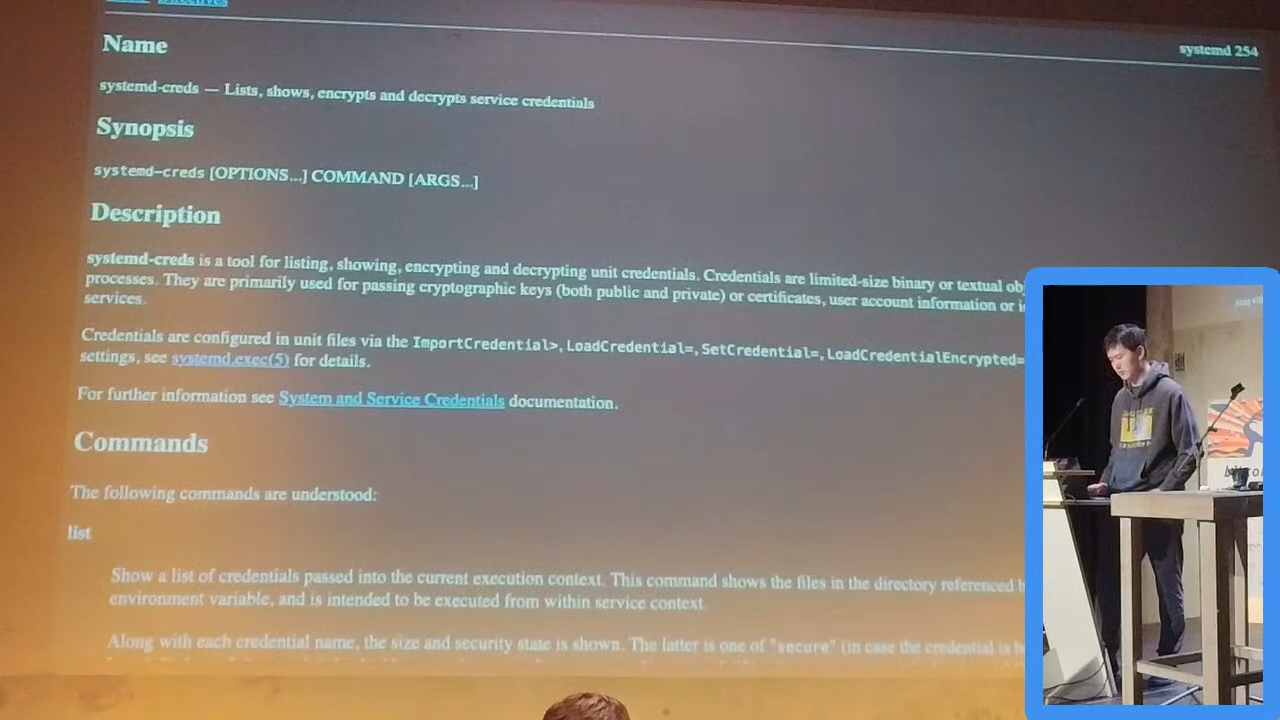 systemd 254
Name
systemd-creds — Lists, shows, encrypts and decrypts service credentials
Synopsis
systemd-creds [OPTIONS...] COMMAND [ARGS...]
Description
systemd-creds is a tool for listing, showing, encrypting and decrypting unit credentials. Credentials are limited-size binary or textual
processes. They are primarily used for passing cryptographic keys (both public and private) or certificates, user account information or
services.
Credentials are configured in unit files via the ImportCredential>, LoadCredential=, SetCredential=, LoadCredentialEncrypted=
settings, see systemd.exec(5) for details.
For further information see System and Service Credentials documentation.
Commands
The following commands are understood:
list
Show a list of credentials passed into the current execution context. This command shows the files in the directory referenced
environment variable, and is intended to be executed from within service context.
Along with each credential name, the size and security state is shown. The latter is one of "secure" (in case the credential is